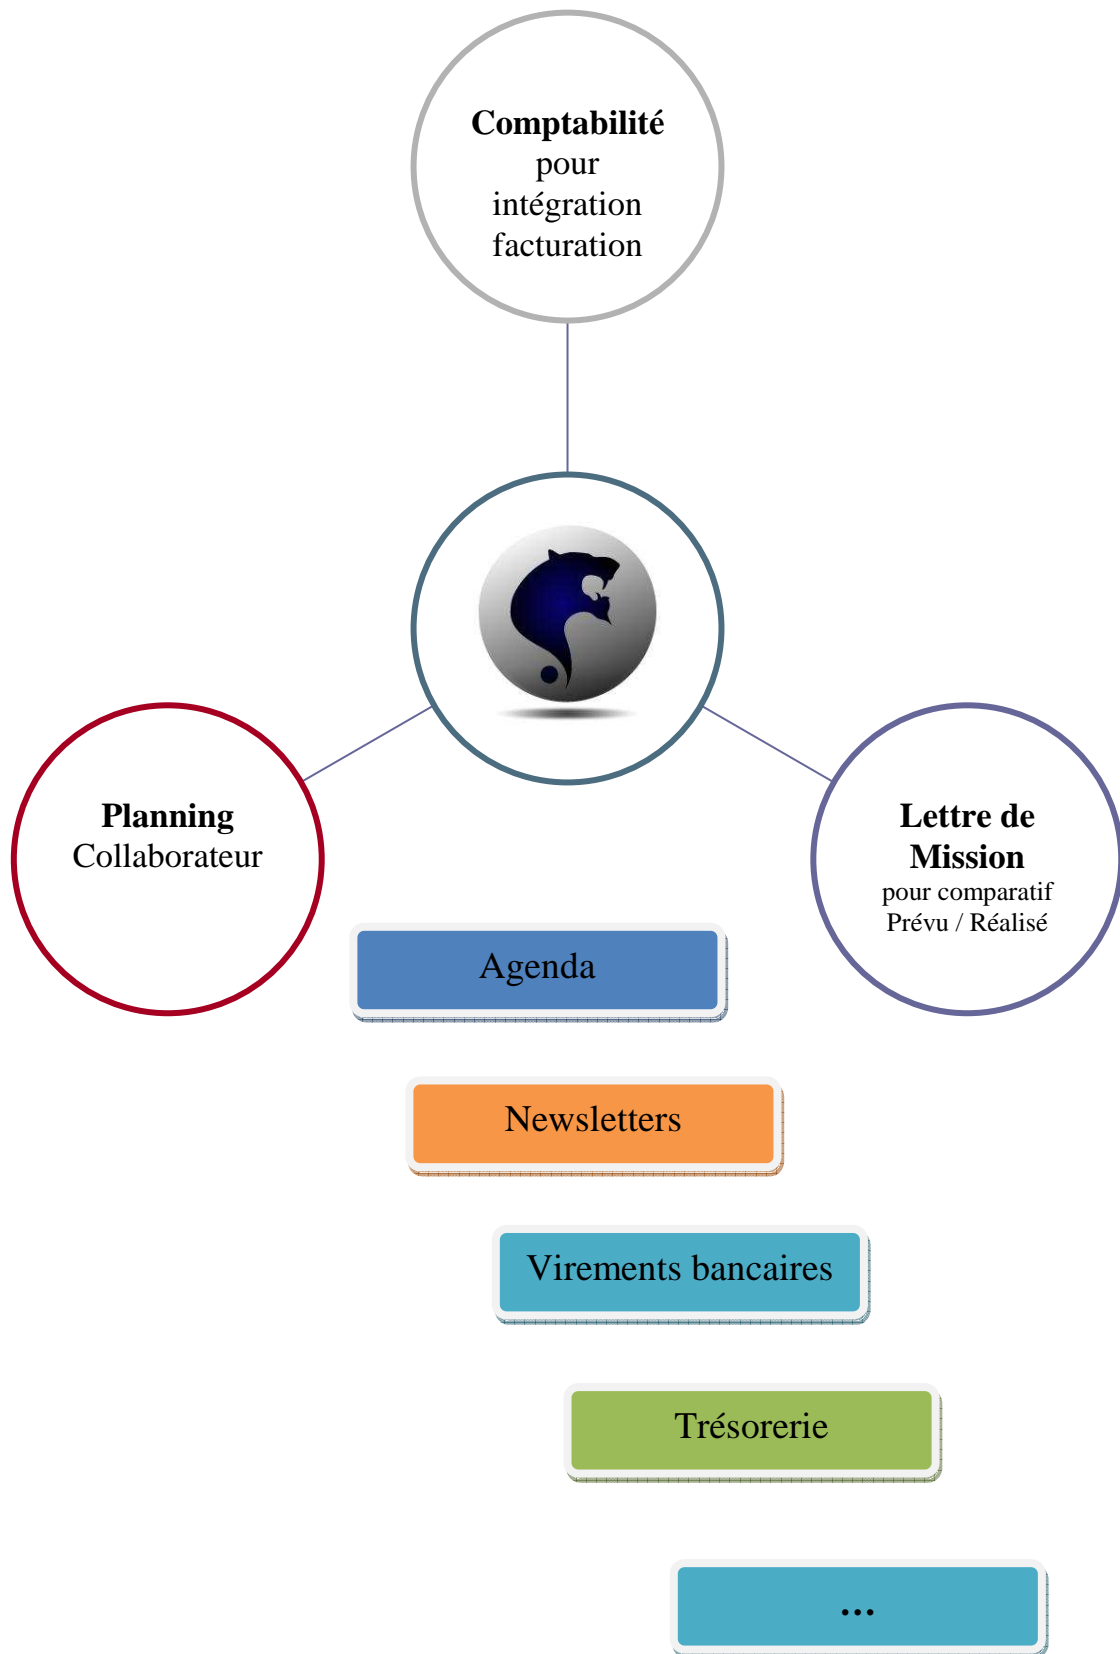 Comptabilité
pour
intégration
facturation
Planning
Collaborateur
Lettre de
Mission
pour comparatif
Prévu / Réalisé
Agenda
Newsletters
Virements bancaires
Trésorerie
...